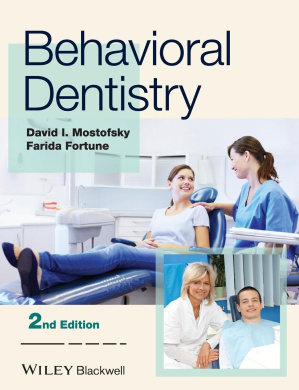 Behavioral
Dentistry
David I. Mostofsky
Farida Fortune
2nd Edition
WILEY Blackwell